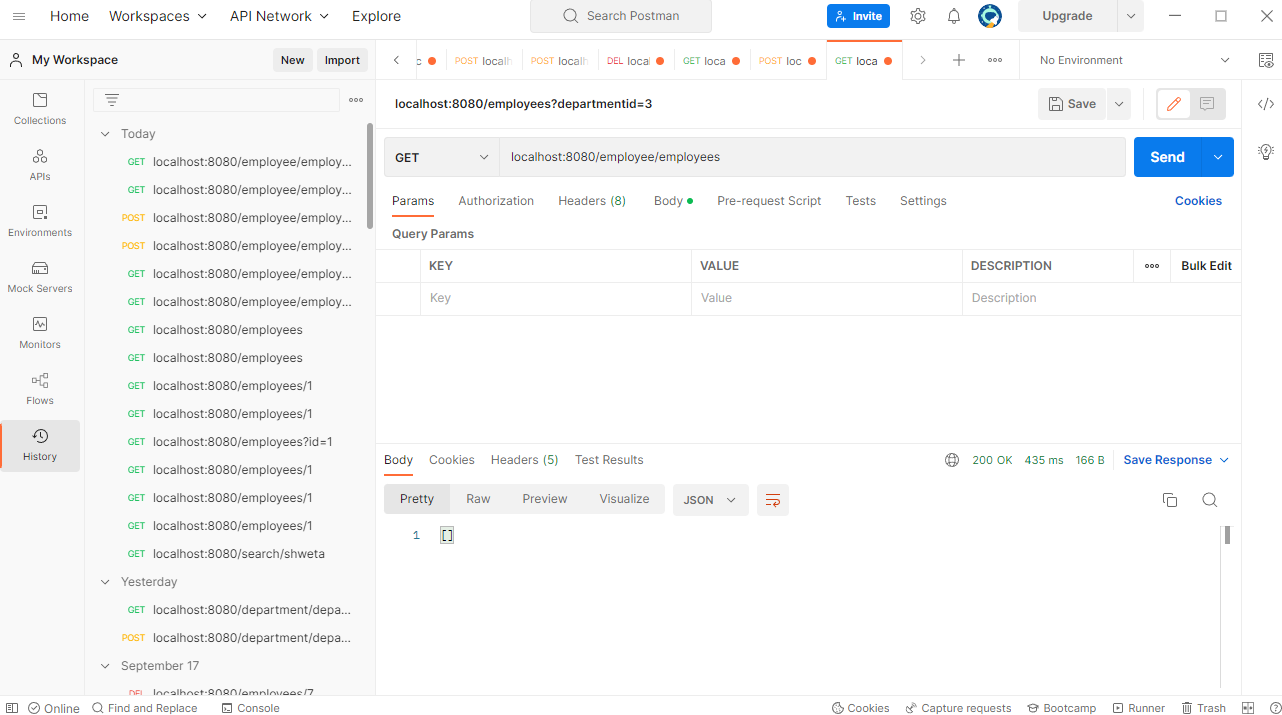 Home Workspaces API Network Explore Search Postman Invite Upgrade
My Workspace New Import
c POST localh POST localh DEL local GET loca POST loc GET loca No Environment
Collections
APIs
Environments
Mock Servers
Monitors
Flows
History
Today
GET localhost:8080/employee/employ...
GET localhost:8080/employee/employ...
POST localhost:8080/employee/employ...
POST localhost:8080/employee/employ...
GET localhost:8080/employee/employ...
GET localhost:8080/employee/employ...
GET localhost:8080/employees
GET localhost:8080/employees
GET localhost:8080/employees/1
GET localhost:8080/employees/1
GET localhost:8080/employees?id=1
GET localhost:8080/employees/1
GET localhost:8080/employees/1
GET localhost:8080/employees/1
GET localhost:8080/search/shweta
Yesterday
GET localhost:8080/department/depa...
POST localhost:8080/department/depa...
September 17
DEL localhost:8080/employees/7
localhost:8080/employees?departmentid=3 Save
GET localhost:8080/employee/employees Send
Params Authorization Headers (8) Body Pre-request Script Tests Settings Cookies
Query Params
KEY VALUE DESCRIPTION Bulk Edit
Key Value Description
Body Cookies Headers (5) Test Results 200 OK 435 ms 166 B Save Response
Pretty Raw Preview Visualize JSON
1 []
Online Find and Replace Console Cookies Capture requests Bootcamp Runner Trash